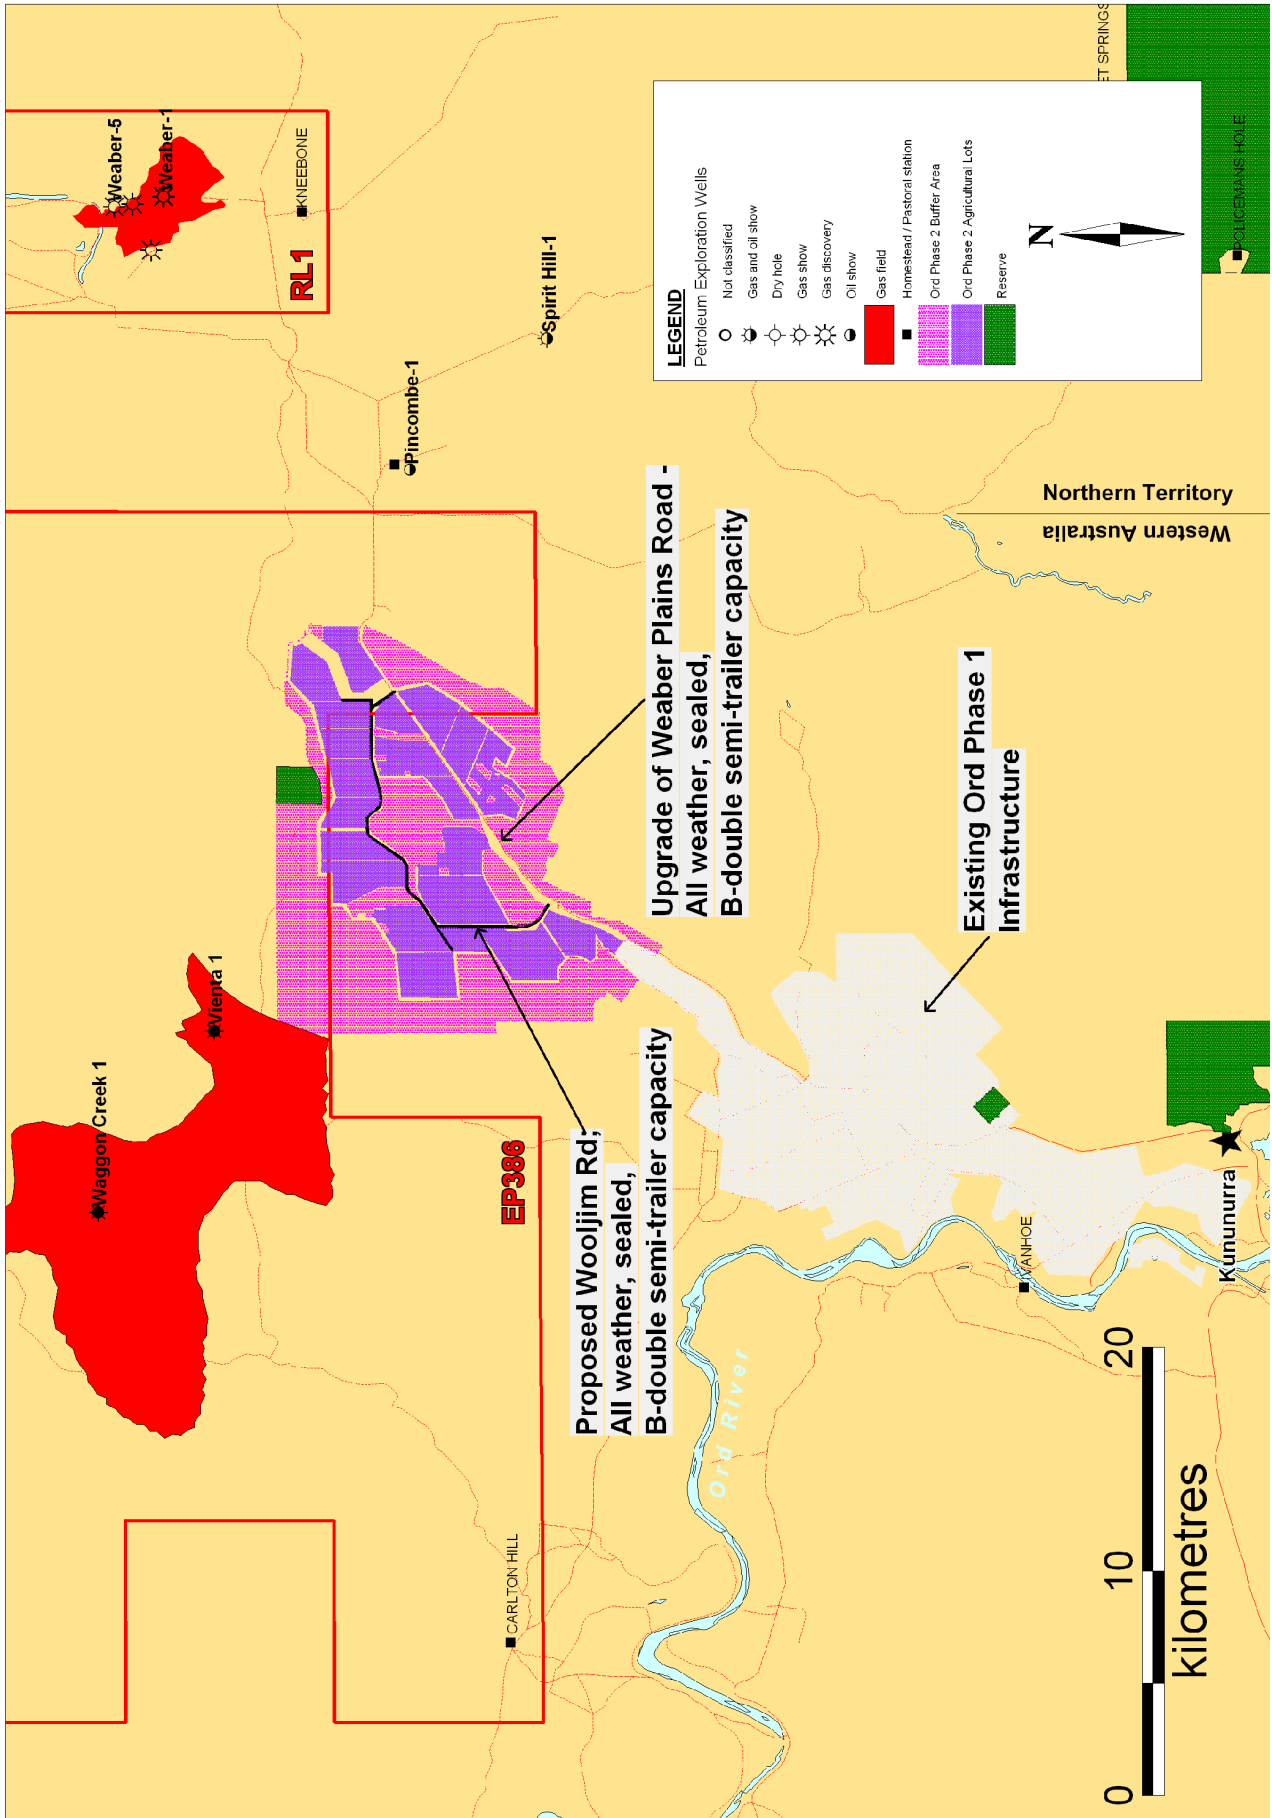 Waggon Creek 1
Vienta 1
Weaber-5
Weaber-1
KNEEBONE
RL1
Spirit Hill-1
Pincombe-1
EP386
CARLTON HILL
Proposed Wooljim Rd;
All weather, sealed,
B-double semi-trailer capacity
Upgrade of Weaber Plains Road -
All weather, sealed,
B-double semi-trailer capacity
Existing Ord Phase 1
Infrastructure
Ord River
IVANHOE
Kununurra
Northern Territory
Western Australia
ET SPRINGS
POLICEMANS HOLE
LEGEND
Petroleum Exploration Wells
Not classified
Gas and oil show
Dry hole
Gas show
Gas discovery
Oil show
Gas field
Homestead / Pastoral station
Ord Phase 2 Buffer Area
Ord Phase 2 Agricultural Lots
Reserve
N
0 10 20
kilometres